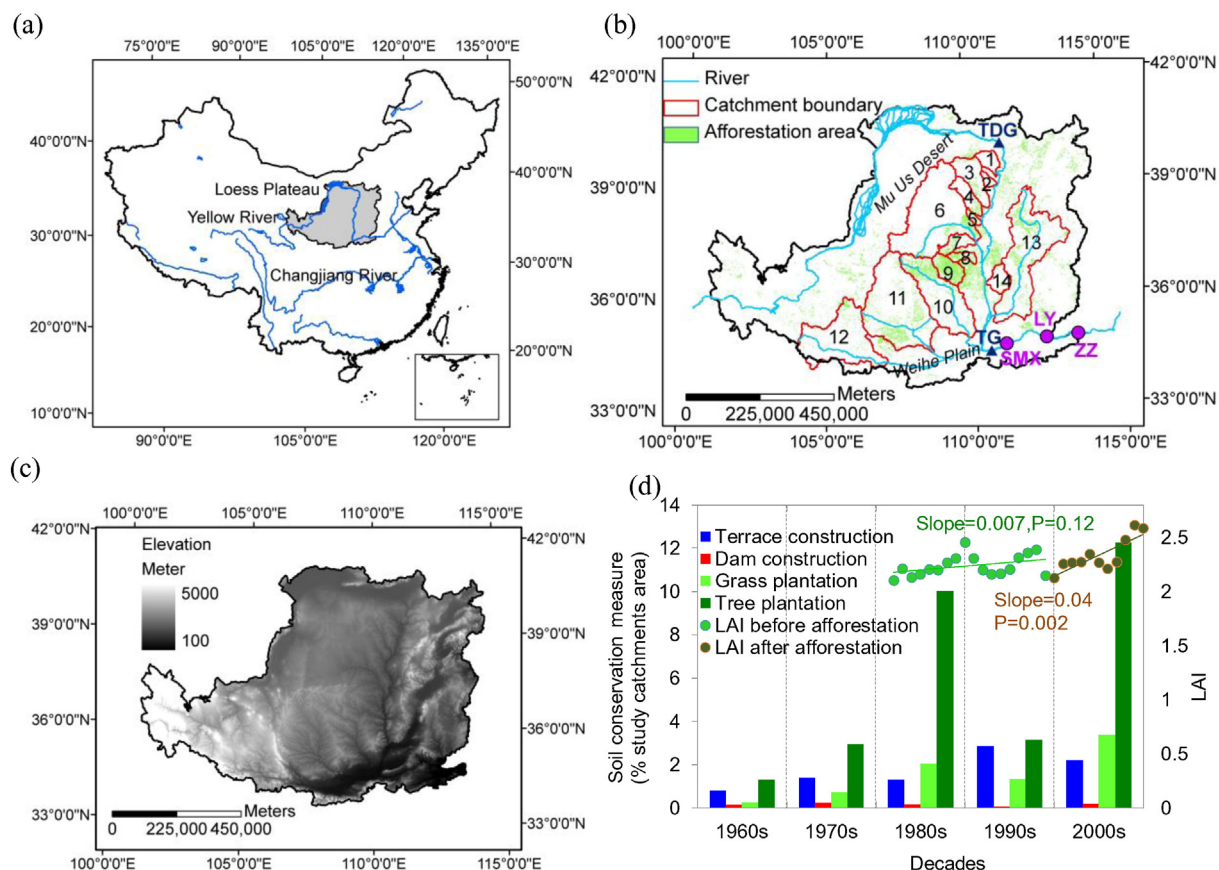 (a)
75°0'0"E 90°0'0"E 105°0'0"E 120°0'0"E 135°0'0"E
50°0'0"N
40°0'0"N
40°0'0"N
Loess Plateau
Yellow River
30°0'0"N
30°0'0"N
Changjiang River
20°0'0"N
20°0'0"N
10°0'0"N
90°0'0"E 105°0'0"E 120°0'0"E
(b)
100°0'0"E 105°0'0"E 110°0'0"E 115°0'0"E
42°0'0"N
42°0'0"N
River
Catchment boundary
Afforestation area
TDG
Mu Us Desert
1
3
2
39°0'0"N
39°0'0"N
4
6
5
7
13
8
9
14
36°0'0"N
36°0'0"N
11
10
12
LY
TG
SMX
ZZ
Weihe Plain
Meters
0 225,000 450,000
33°0'0"N
33°0'0"N
100°0'0"E 105°0'0"E 110°0'0"E 115°0'0"E
(c)
100°0'0"E 105°0'0"E 110°0'0"E 115°0'0"E
42°0'0"N
42°0'0"N
Elevation
Meter
5000
100
39°0'0"N
39°0'0"N
36°0'0"N
36°0'0"N
Meters
0 225,000 450,000
33°0'0"N
33°0'0"N
100°0'0"E 105°0'0"E 110°0'0"E 115°0'0"E
(d)
Soil conservation measure
(% study catchments area)
14
12
10
8
6
4
2
0
Terrace construction
Dam construction
Grass plantation
Tree plantation
LAI before afforestation
LAI after afforestation
Slope=0.007,P=0.12
Slope=0.04
P=0.002
2.5
2
1.5
1
0.5
0
LAI
1960s 1970s 1980s 1990s 2000s
Decades